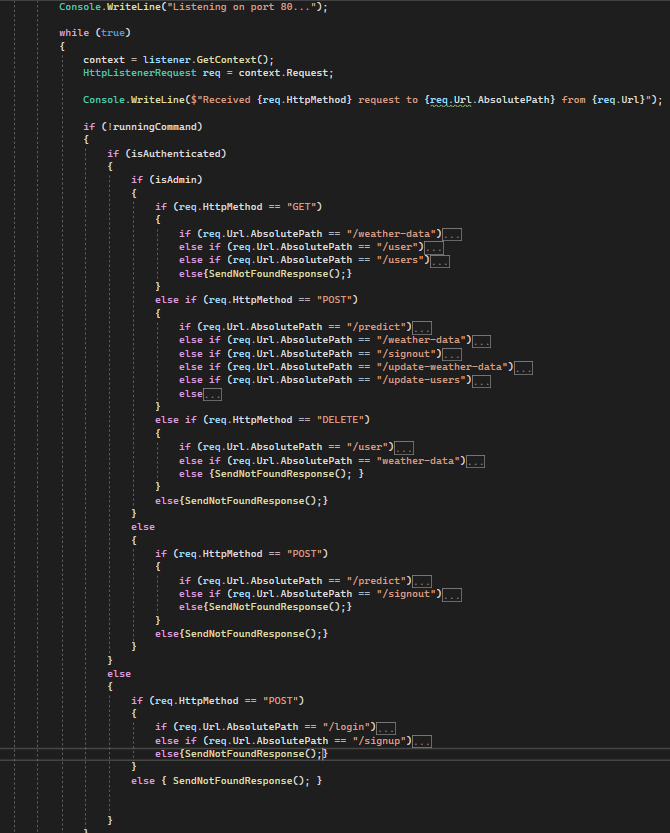 Console.WriteLine("Listening on port 80...");
while (true)
{
context = listener.GetContext();
HttpListenerRequest req = context.Request;
Console.WriteLine($"Received {req.HttpMethod} request to {req.Url.AbsolutePath} from {req.Url}");
if (!runningCommand)
{
if (isAuthenticated)
{
if (isAdmin)
{
if (req.HttpMethod == "GET")
{
if (req.Url.AbsolutePath == "/weather-data")...
else if (req.Url.AbsolutePath == "/user")...
else if (req.Url.AbsolutePath == "/users")...
else{SendNotFoundResponse();}
}
else if (req.HttpMethod == "POST")
{
if (req.Url.AbsolutePath == "/predict")...
else if (req.Url.AbsolutePath == "/weather-data")...
else if (req.Url.AbsolutePath == "/signout")...
else if (req.Url.AbsolutePath == "/update-weather-data")...
else if (req.Url.AbsolutePath == "/update-users")...
else...
}
else if (req.HttpMethod == "DELETE")
{
if (req.Url.AbsolutePath == "/user")...
else if (req.Url.AbsolutePath == "weather-data")...
else {SendNotFoundResponse(); }
}
else{SendNotFoundResponse();}
}
else
{
if (req.HttpMethod == "POST")
{
if (req.Url.AbsolutePath == "/predict")...
else if (req.Url.AbsolutePath == "/signout")...
else{SendNotFoundResponse();}
}
else{SendNotFoundResponse();}
}
}
else
{
if (req.HttpMethod == "POST")
{
if (req.Url.AbsolutePath == "/login")...
else if (req.Url.AbsolutePath == "/signup")...
else{SendNotFoundResponse();}
}
else { SendNotFoundResponse(); }
}
}